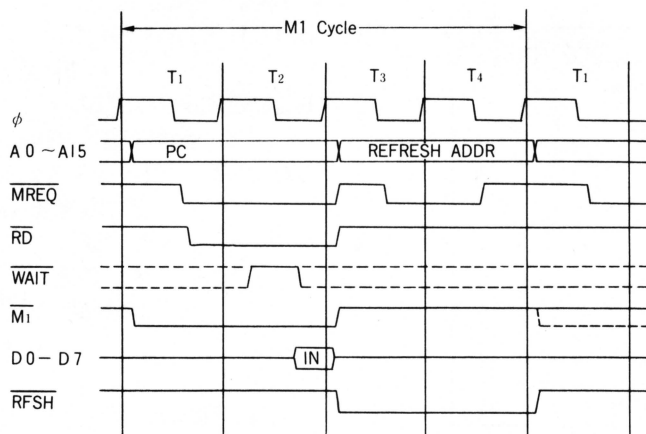 M1 Cycle
T1 T2 T3 T4 T1
φ
A0~A15 PC REFRESH ADDR
MREQ
RD
WAIT
M1
D0-D7 IN
RFSH